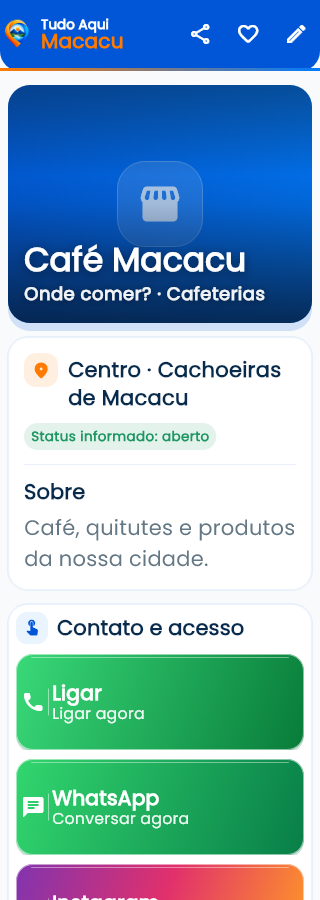 Tudo Aqui
Macacu
Café Macacu
Onde comer? · Cafeterias
Centro · Cachoeiras
de Macacu
Status informado: aberto
Sobre
Café, quitutes e produtos
da nossa cidade.
Contato e acesso
Ligar
Ligar agora
WhatsApp
Conversar agora
Instagram